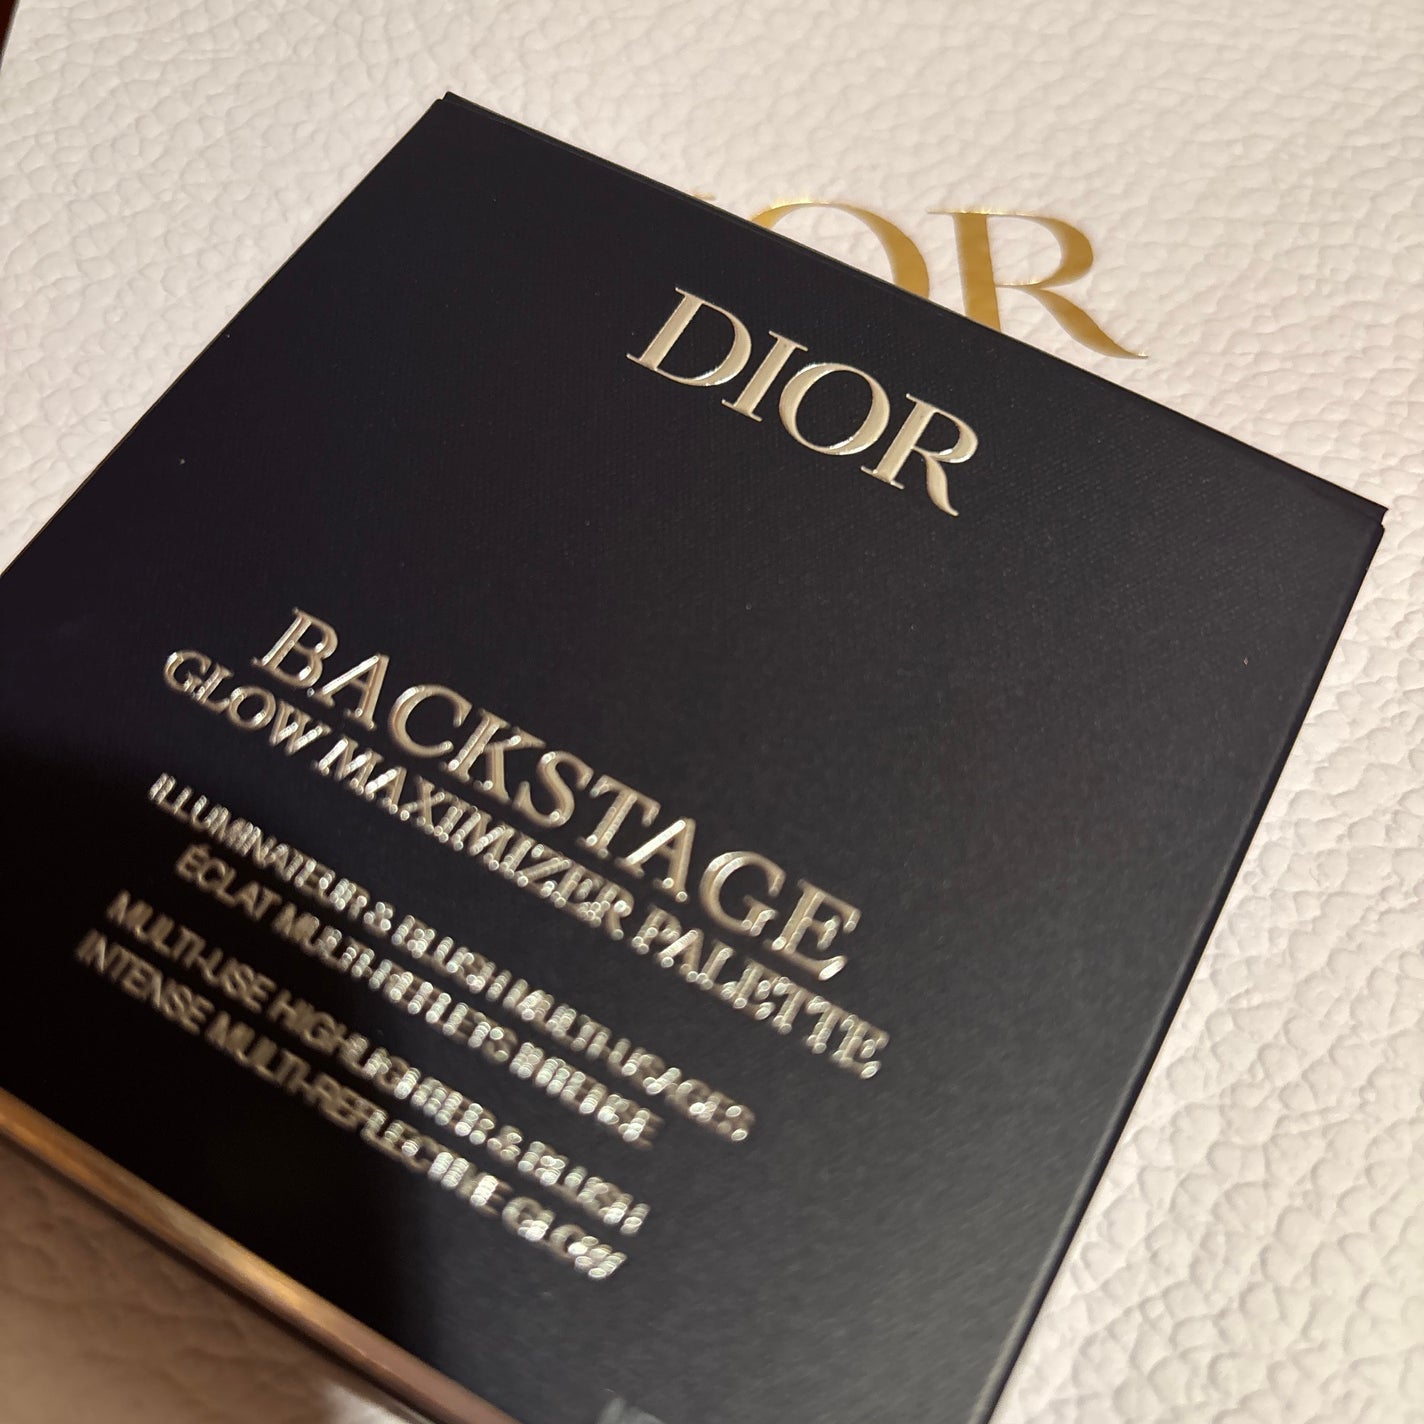 OR
DIOR
BACKSTAGE
GLOW MAXIMIZER PALETTE
ILLUMINATEUR & BLUSH MULTI-USAGES
ÉCLAT MULTI-REFLETS INTENSE
MULTI-USE HIGHLIGHTER & BLUSH
INTENSE MULTI-REFLECTIVE GLOW